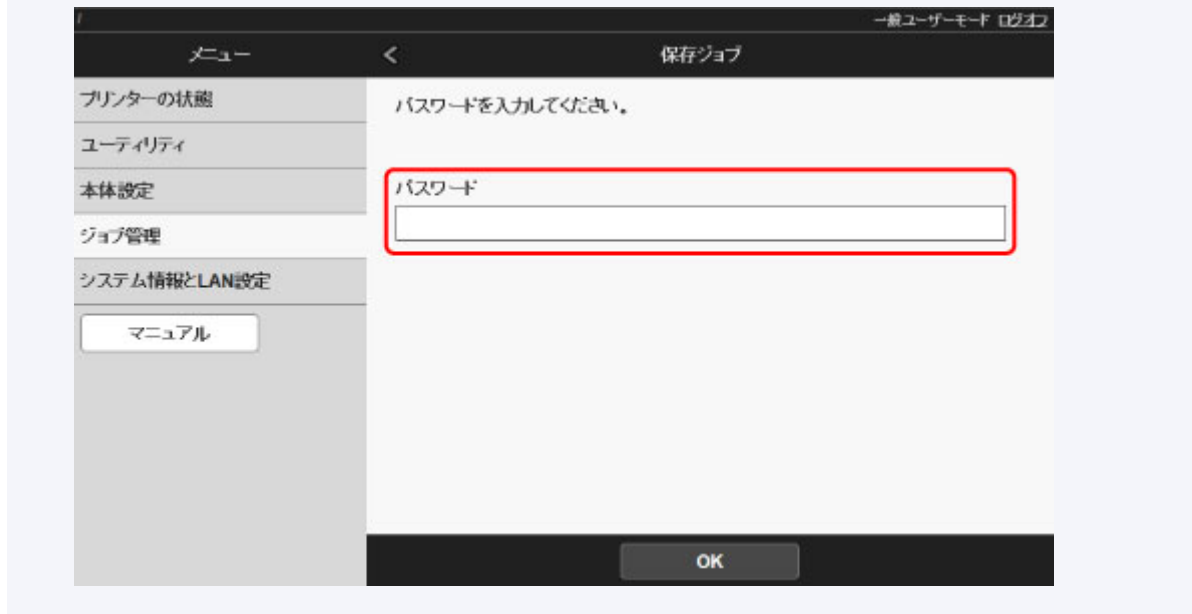 一般ユーザーモード ログオフ
メニュー
保存ジョブ
プリンターの状態
ユーティリティ
本体設定
ジョブ管理
システム情報とLAN設定
マニュアル
パスワードを入力してください。
パスワード
OK